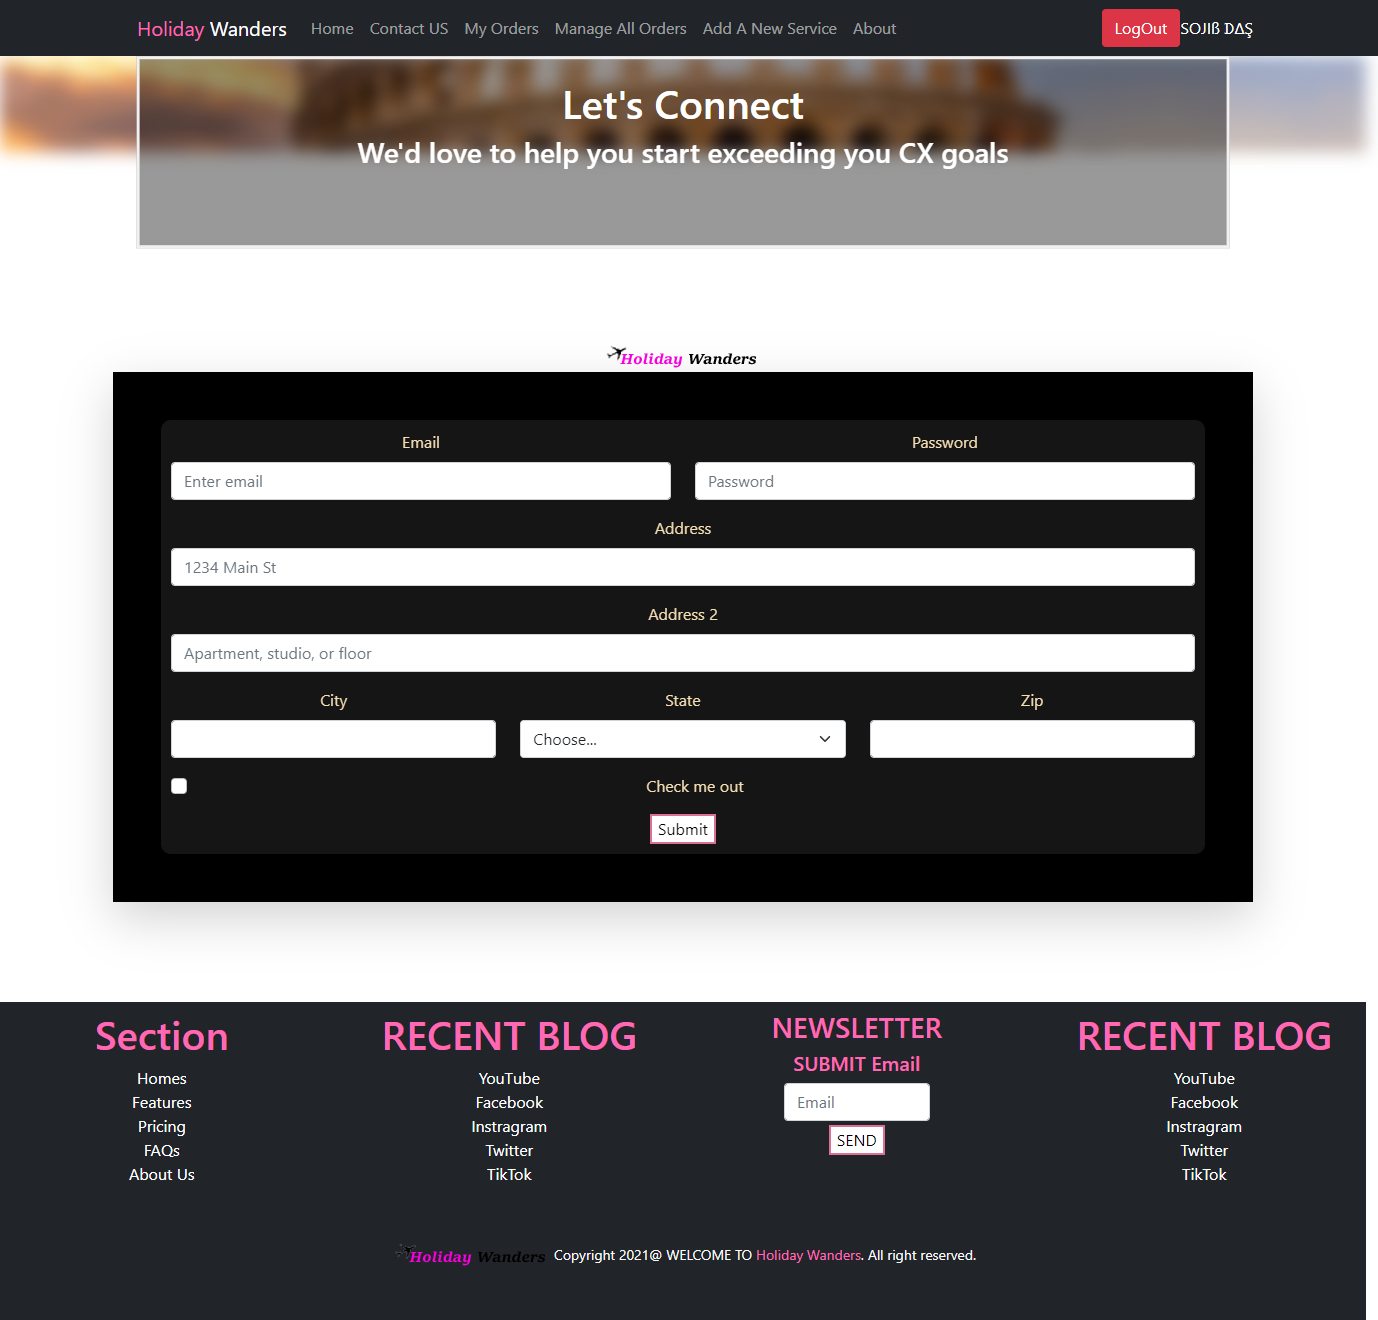 Holiday Wanders Home Contact US My Orders Manage All Orders Add A New Service About LogOut SOJIß DΔŞ
Let's Connect
We'd love to help you start exceeding you CX goals
Holiday Wanders
Email Password
Enter email Password
Address
1234 Main St
Address 2
Apartment, studio, or floor
City State Zip
Choose...
Check me out
Submit
Section
Homes
Features
Pricing
FAQs
About Us
RECENT BLOG
YouTube
Facebook
Instragram
Twitter
TikTok
NEWSLETTER
SUBMIT Email
Email
SEND
RECENT BLOG
YouTube
Facebook
Instragram
Twitter
TikTok
Holiday Wanders Copyright 2021@ WELCOME TO Holiday Wanders. All right reserved.